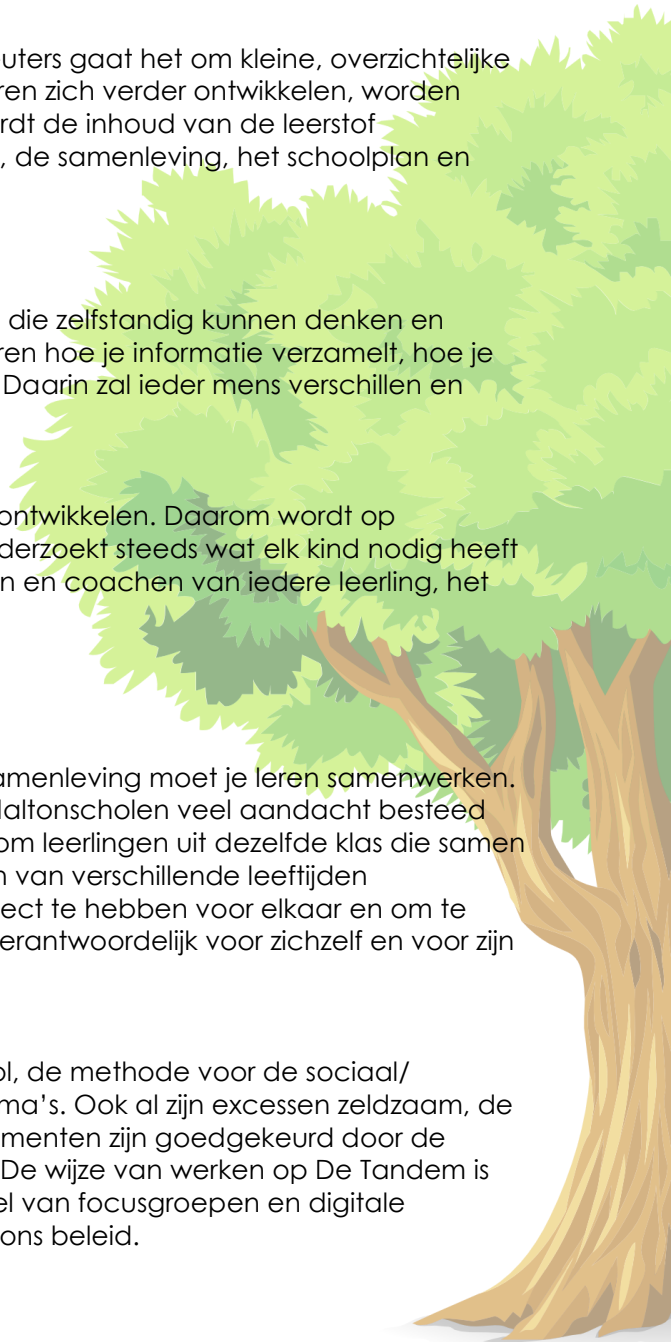 uters gaat het om kleine, overzichtelijke
ren zich verder ontwikkelen, worden
rdt de inhoud van de leerstof
, de samenleving, het schoolplan en
die zelfstandig kunnen denken en
ren hoe je informatie verzamelt, hoe je
Daarin zal ieder mens verschillen en
ontwikkelen. Daarom wordt op
derzoekt steeds wat elk kind nodig heeft
n en coachen van iedere leerling, het
amenleving moet je leren samenwerken.
daltonscholen veel aandacht besteed
om leerlingen uit dezelfde klas die samen
n van verschillende leeftijden
ect te hebben voor elkaar en om te
verantwoordelijk voor zichzelf en voor zijn
ol, de methode voor de sociaal/
ma's. Ook al zijn excessen zeldzaam, de
menten zijn goedgekeurd door de
De wijze van werken op De Tandem is
el van focusgroepen en digitale
ons beleid.